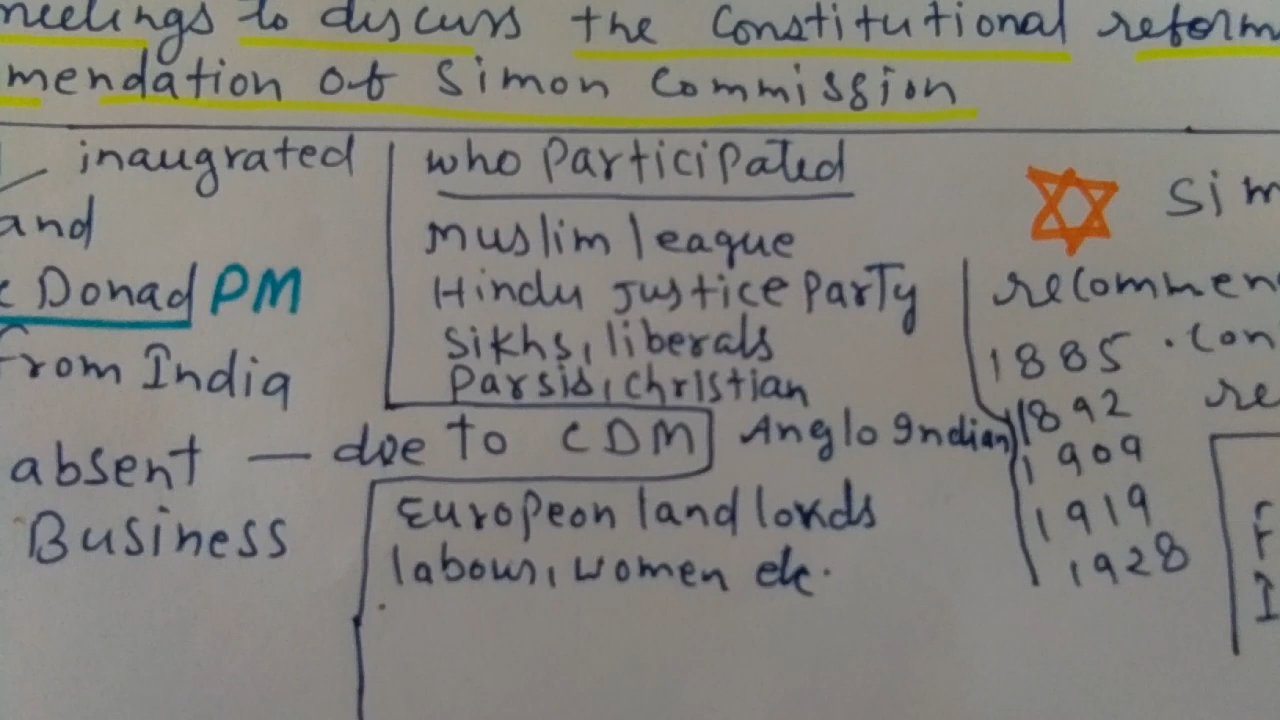 meetings to discuss the Constitutional reform
mendation of Simon Commission
inaugrated
and
c Donad PM
from India
absent — due to CDM
Business
who Participated
Muslim league
Hindu Justice Party
Sikhs, liberals
Parsis, Christian
Anglo Indian
European land lords
labour, women etc.
Sim
recommen
1885 . Con
1892 re
1909
1919
1928
F
I